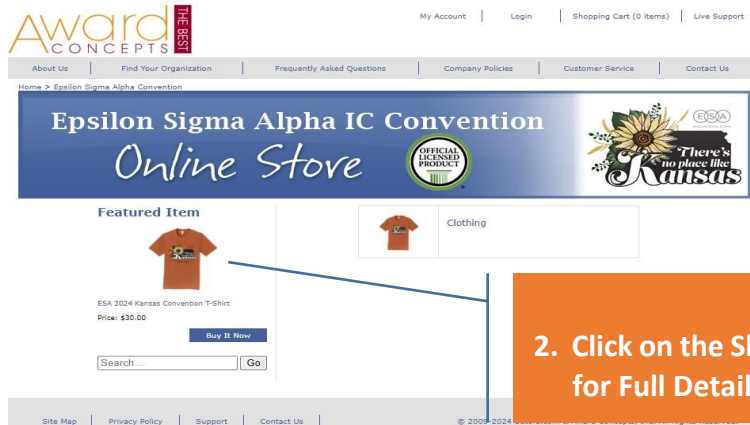 Award
CONCEPTS
THE BEST
My Account
Login
Shopping Cart (0 items)
Live Support
About Us
Find Your Organization
Frequently Asked Questions
Company Policies
Customer Service
Contact Us
Home > Epsilon Sigma Alpha Convention
Epsilon Sigma Alpha IC Convention
Online Store
OFFICIAL
LICENSED
PRODUCT
ESA
There's
no place like
Kansas
Featured Item
Clothing
ESA 2024 Kansas Convention T-Shirt
Price: $30.00
Buy It Now
Search...
Go
2. Click on the
for Full
Site Map
Privacy Policy
Support
Contact Us
© 2009-2024